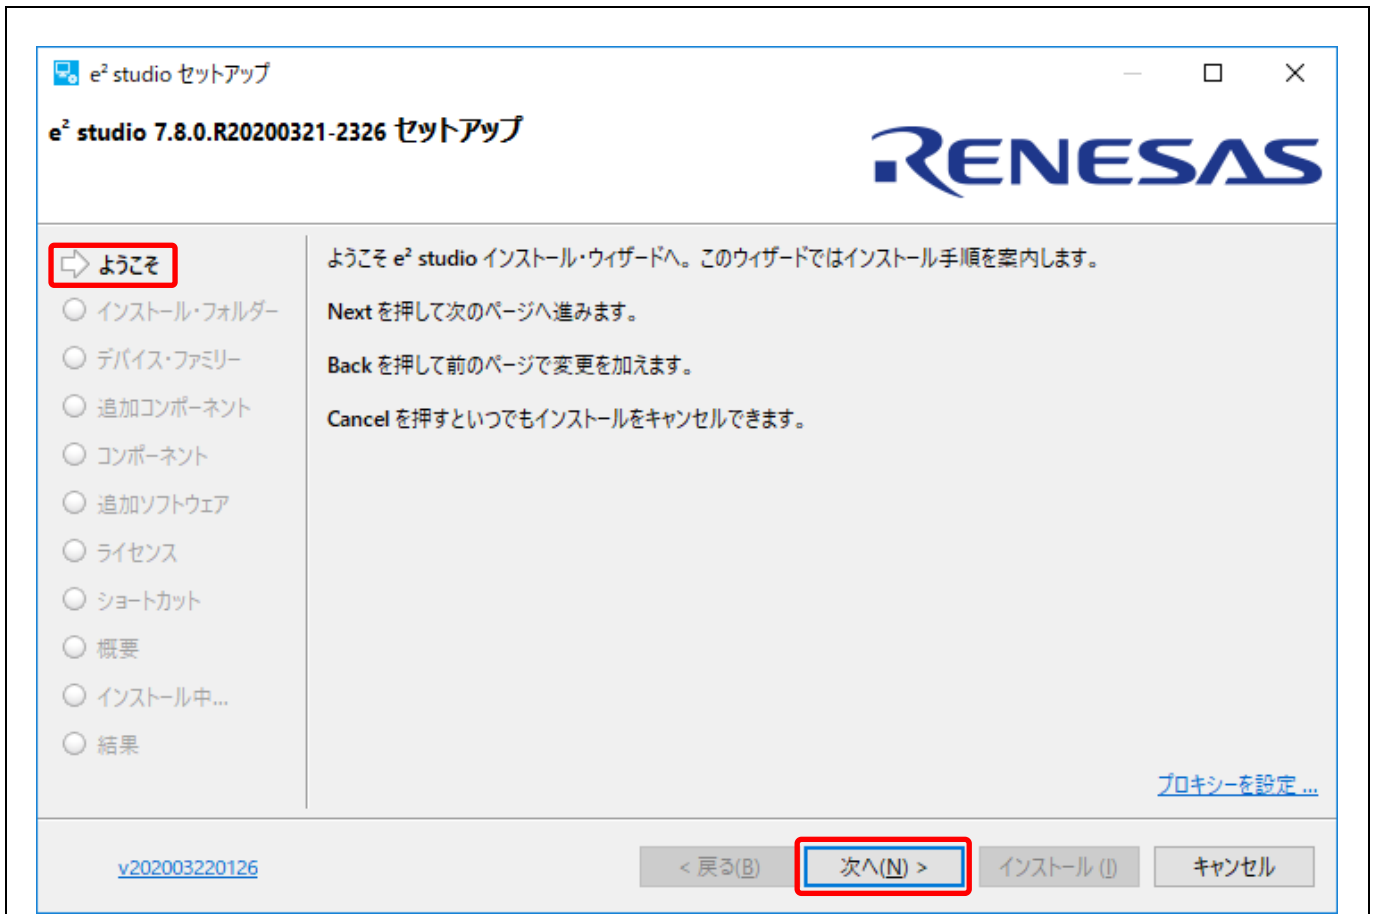 e² studio セットアップ
e² studio 7.8.0.R20200321-2326 セットアップ
RENESAS
ようこそ
インストール・フォルダー
デバイス・ファミリー
追加コンポーネント
コンポーネント
追加ソフトウェア
ライセンス
ショートカット
概要
インストール中...
結果
ようこそ e² studio インストール・ウィザードへ。このウィザードではインストール手順を案内します。
Next を押して次のページへ進みます。
Back を押して前のページで変更を加えます。
Cancel を押すといつでもインストールをキャンセルできます。
プロキシーを設定 ...
v202003220126
< 戻る(B)
次へ(N) >
インストール (I)
キャンセル